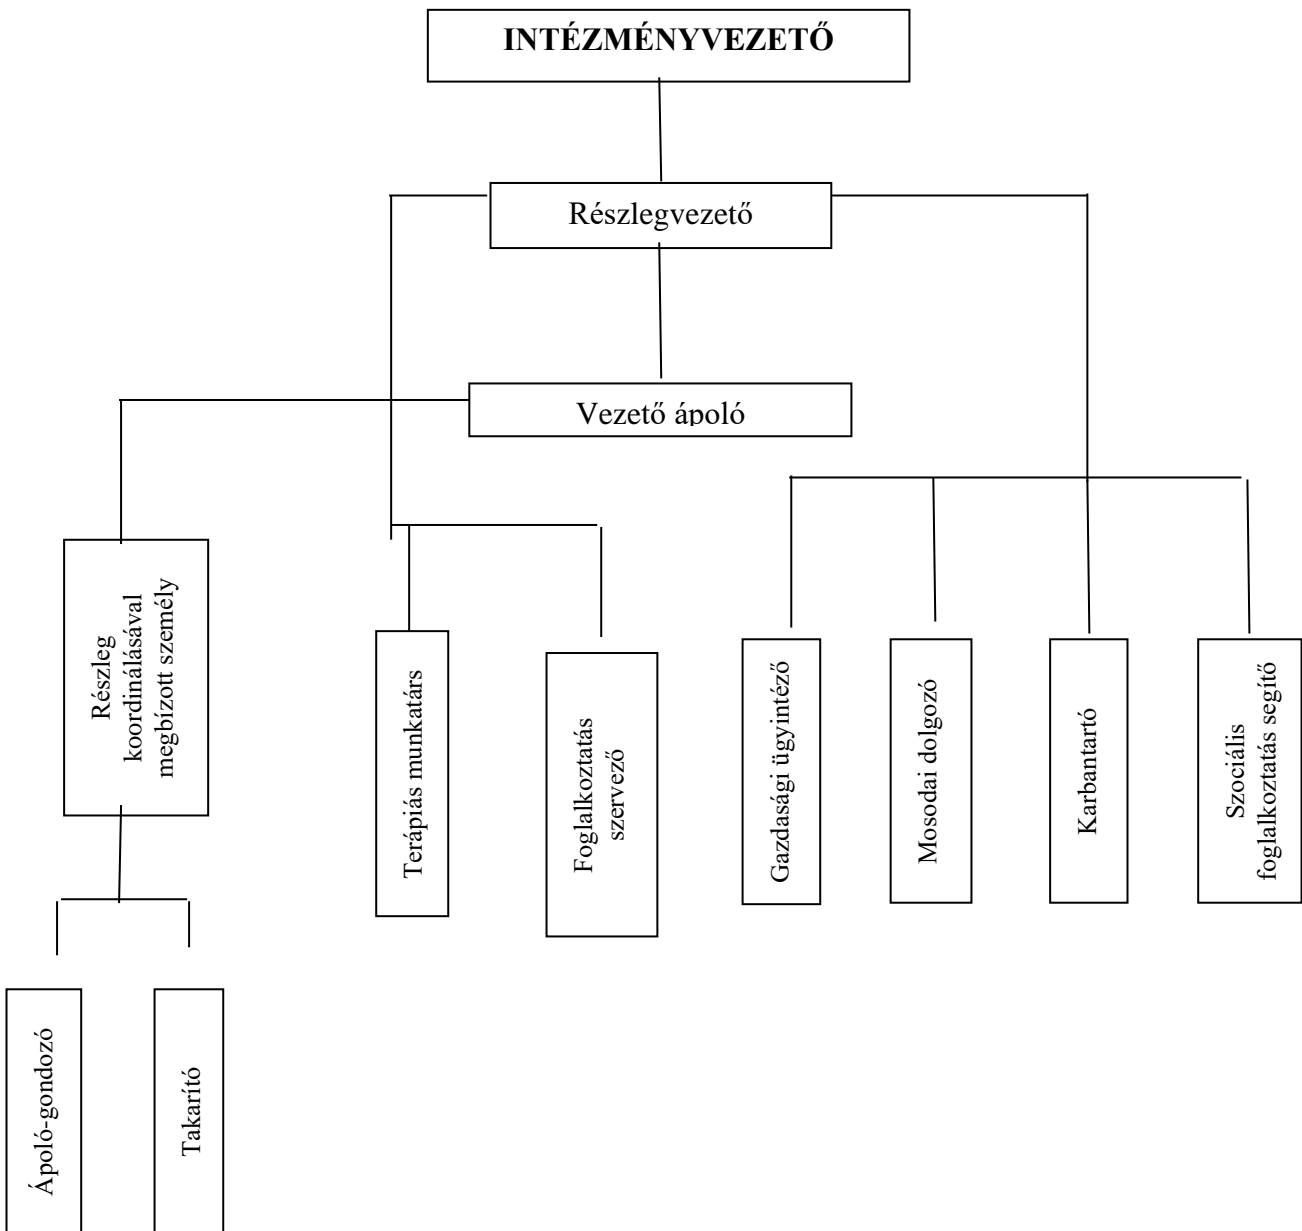 INTÉZMÉNYVEZETŐ
Részlegvezető
Vezető ápoló
Részleg
koordinálásával
megbízott személy
Terápiás munkatárs
Foglalkoztatás
szervező
Gazdasági ügyintéző
Mosodai dolgozó
Karbantartó
Szociális
foglalkoztatás segítő
Ápoló-gondozó
Takarító